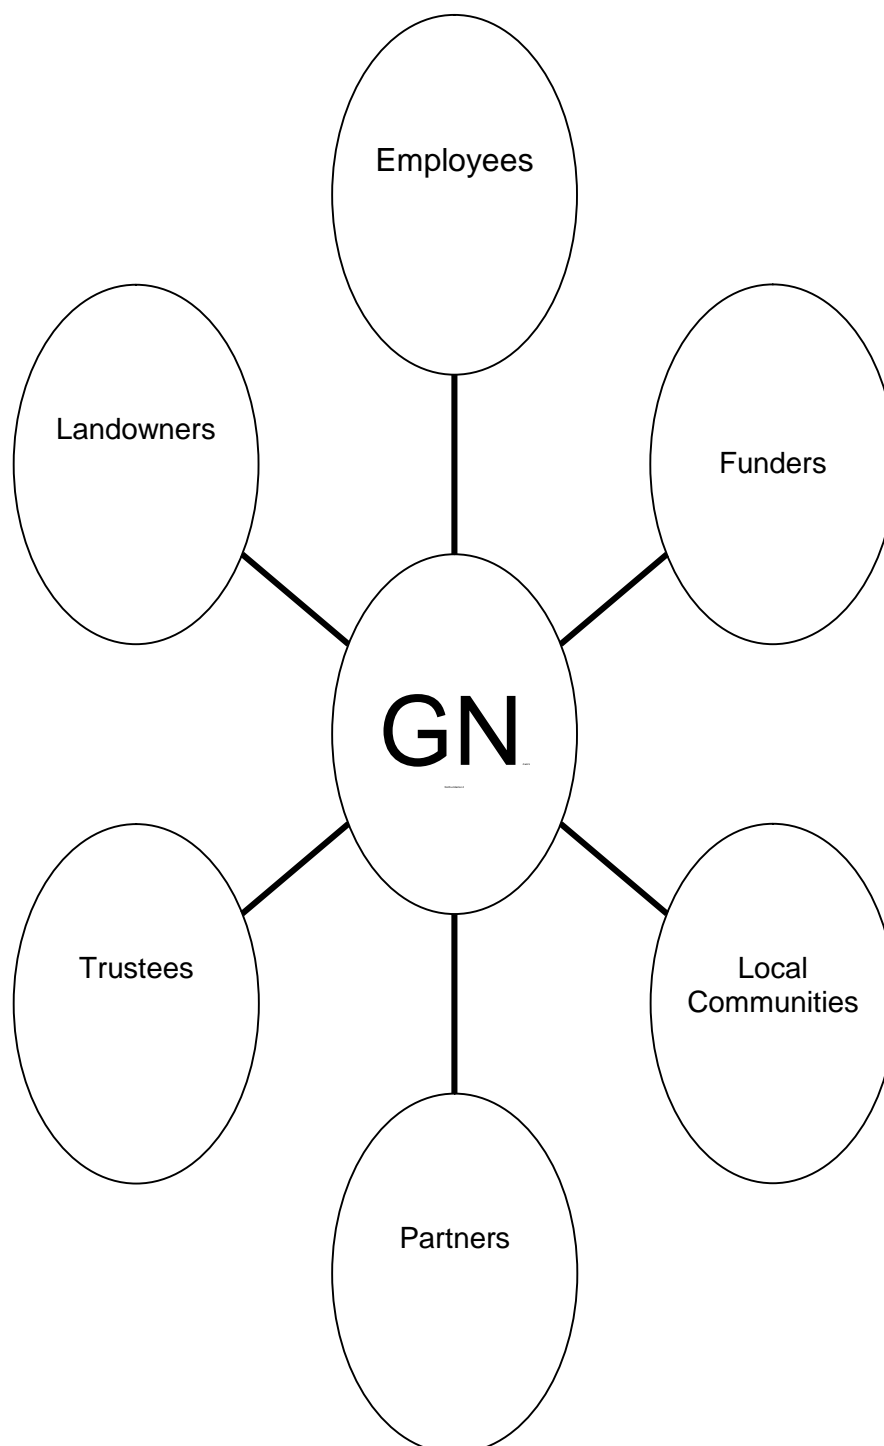 Employees
Landowners
Funders
GN
Trustees
Local
Communities
Partners